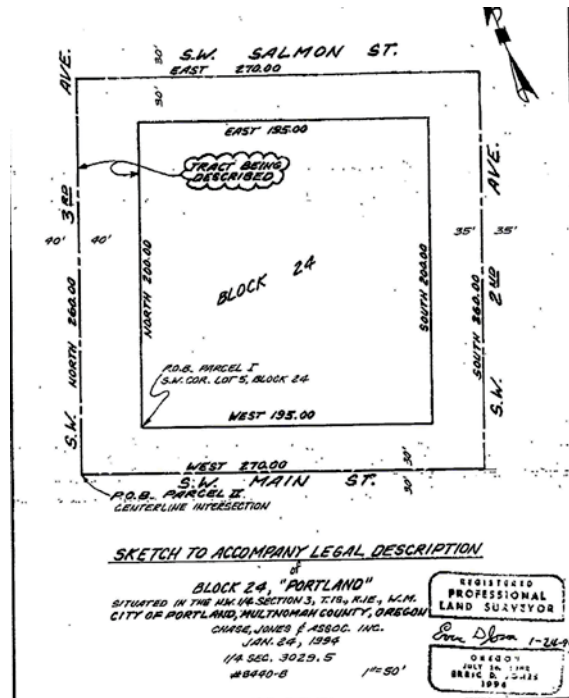 S.W. SALMON ST.
30'
EAST 270.00
30'
AVE.
EAST 195.00
TRACT BEING
DESCRIBED
3RD
AVE.
40' 40'
35' 35'
BLOCK 24
NORTH 200.00
SOUTH 200.00
2ND
NORTH 260.00
SOUTH 260.00
P.O.B. PARCEL I
S.W. COR. LOT 5, BLOCK 24
S.W.
S.W.
WEST 195.00
WEST 270.00
30'
S.W. MAIN ST.
30'
P.O.B. PARCEL II
CENTERLINE INTERSECTION
SKETCH TO ACCOMPANY LEGAL DESCRIPTION
of
BLOCK 24, "PORTLAND"
SITUATED IN THE N.W. 1/4 SECTION 3, T.1S., R.1E., W.M.
CITY OF PORTLAND, MULTNOMAH COUNTY, OREGON
CHASE, JONES & ASSOC. INC.
JAN. 24, 1994
1/4 SEC. 3029.5
#8440-B 1"=50'
REGISTERED
PROFESSIONAL
LAND SURVEYOR
1-24-9
OREGON
JULY
JONES
1994